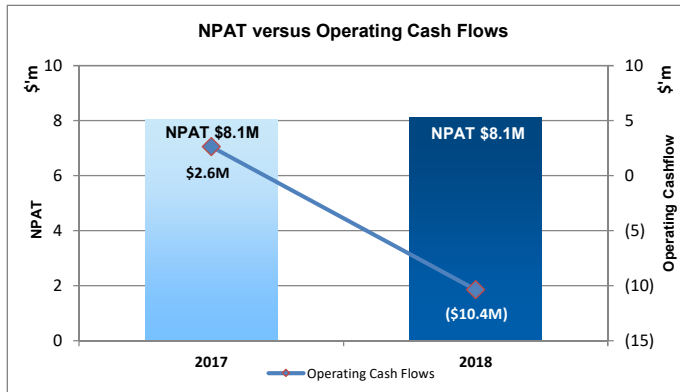 NPAT versus Operating Cash Flows
$'m
$'m
10
8
6
4
2
0
NPAT
NPAT $8.1M
NPAT $8.1M
$2.6M
($10.4M)
10
5
0
(5)
(10)
(15)
Operating Cashflow
2017
2018
Operating Cash Flows